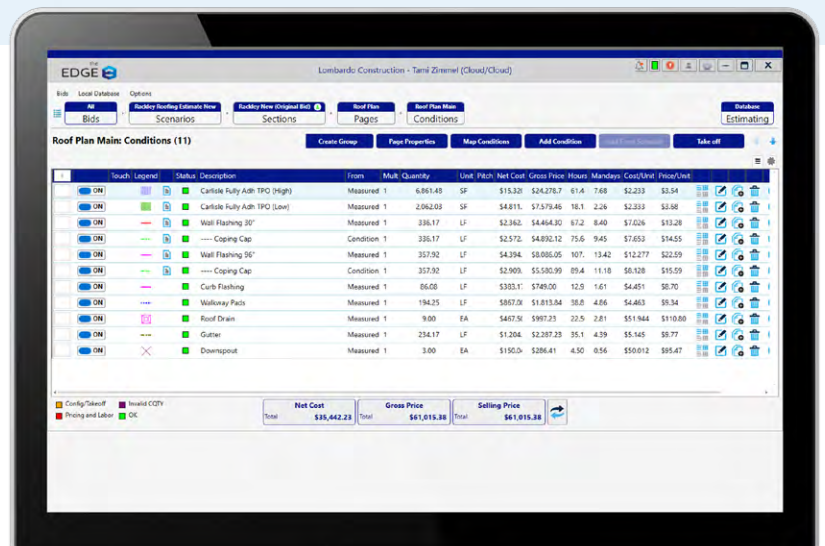 the
EDGE
Lombardo Construction - Tami Zimmel (Cloud/Cloud)
Bids Local Database Options
All
Bids
Rackley Roofing Estimate New
Scenarios
Rackley New (Original Bid)
Sections
Roof Plan
Pages
Roof Plan Main
Conditions
Database
Estimating
Roof Plan Main: Conditions (11)
Create Group Page Properties Map Conditions Add Condition Take off
Touch Legend Status Description From Mult Quantity Unit Pitch Net Cost Gross Price Hours Mandays Cost/Unit Price/Unit
ON Carlisle Fully Adh TPO (High) Measured 1 6,861.48 SF $15,320 $24,278.7 61.4 7.68 $2.233 $3.54
ON Carlisle Fully Adh TPO (Low) Measured 1 2,062.03 SF $4,811. $7,579.46 18.1 2.26 $2.333 $3.68
ON Wall Flashing 30" Measured 1 336.17 LF $2,362. $4,464.30 67.2 8.40 $7.026 $13.28
ON ---- Coping Cap Condition 1 336.17 LF $2,572. $4,892.12 75.6 9.45 $7.653 $14.55
ON Wall Flashing 96" Measured 1 357.92 LF $4,394. $8,086.05 107. 13.42 $12.277 $22.59
ON ---- Coping Cap Condition 1 357.92 LF $2,909. $5,580.99 89.4 11.18 $8.128 $15.59
ON Curb Flashing Measured 1 86.08 LF $383.1 $749.00 12.9 1.61 $4.451 $8.70
ON Walkway Pads Measured 1 194.25 LF $867.0 $1,813.84 38.8 4.86 $4.463 $9.34
ON Roof Drain Measured 1 9.00 EA $467.5 $997.23 22.5 2.81 $51.944 $110.80
ON Gutter Measured 1 234.17 LF $1,204. $2,287.23 35.1 4.39 $5.145 $9.77
ON Downspout Measured 1 3.00 EA $150.0 $286.41 4.50 0.56 $50.012 $95.47
Config/Takeoff Invalid CQTY
Pricing and Labor OK
Net Cost
Total $35,442.23
Gross Price
Total $61,015.38
Selling Price
Total $61,015.38